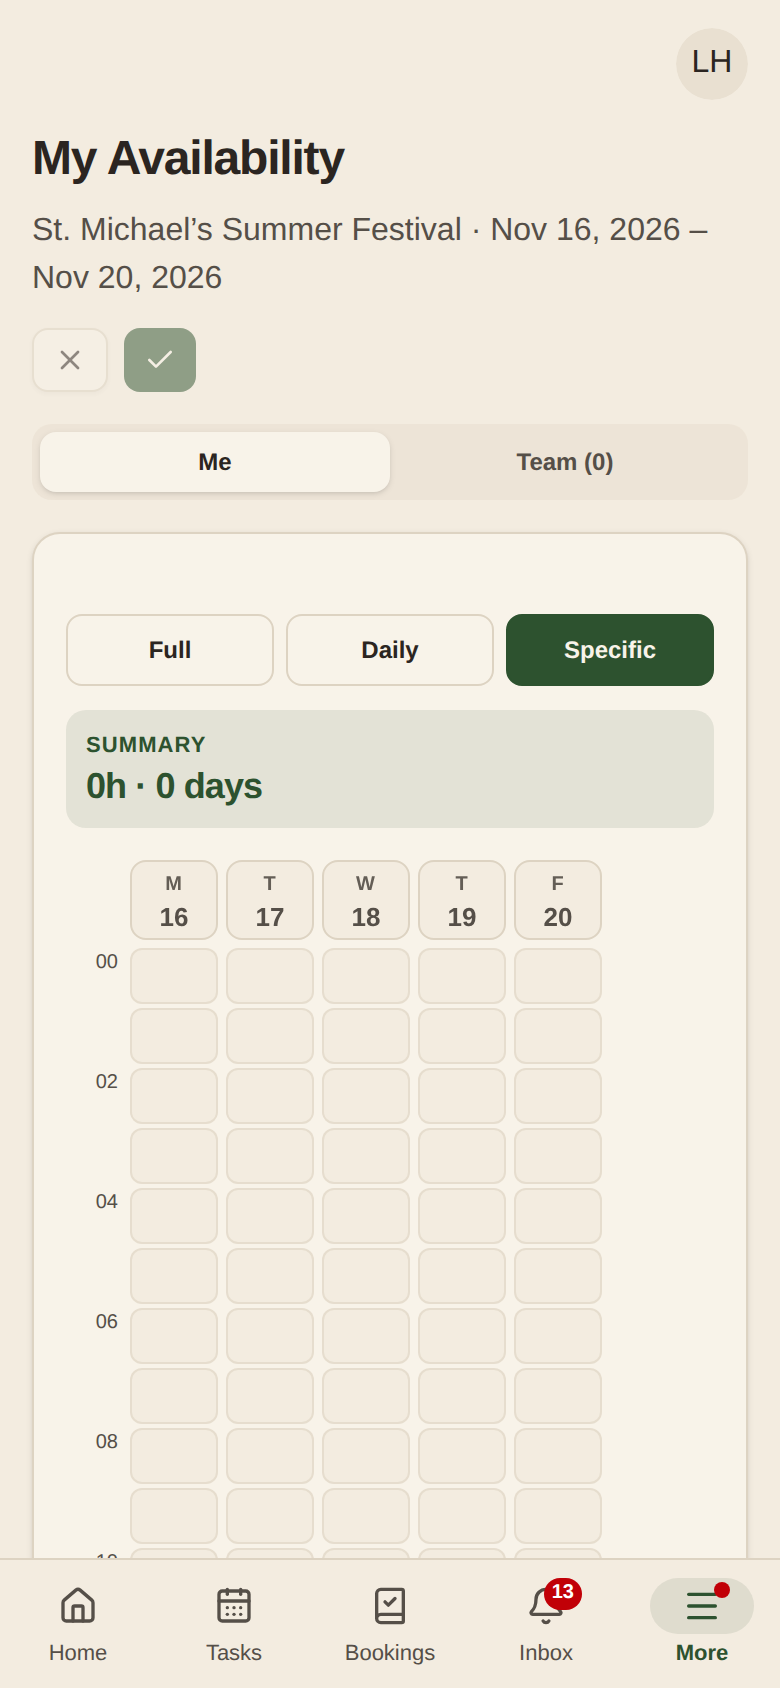 LH
My Availability
St. Michael’s Summer Festival · Nov 16, 2026 –
Nov 20, 2026
Me
Team (0)
Full
Daily
Specific
SUMMARY
0h · 0 days
M T W T F
16 17 18 19 20
00
02
04
06
08
13
Home
Tasks
Bookings
Inbox
More